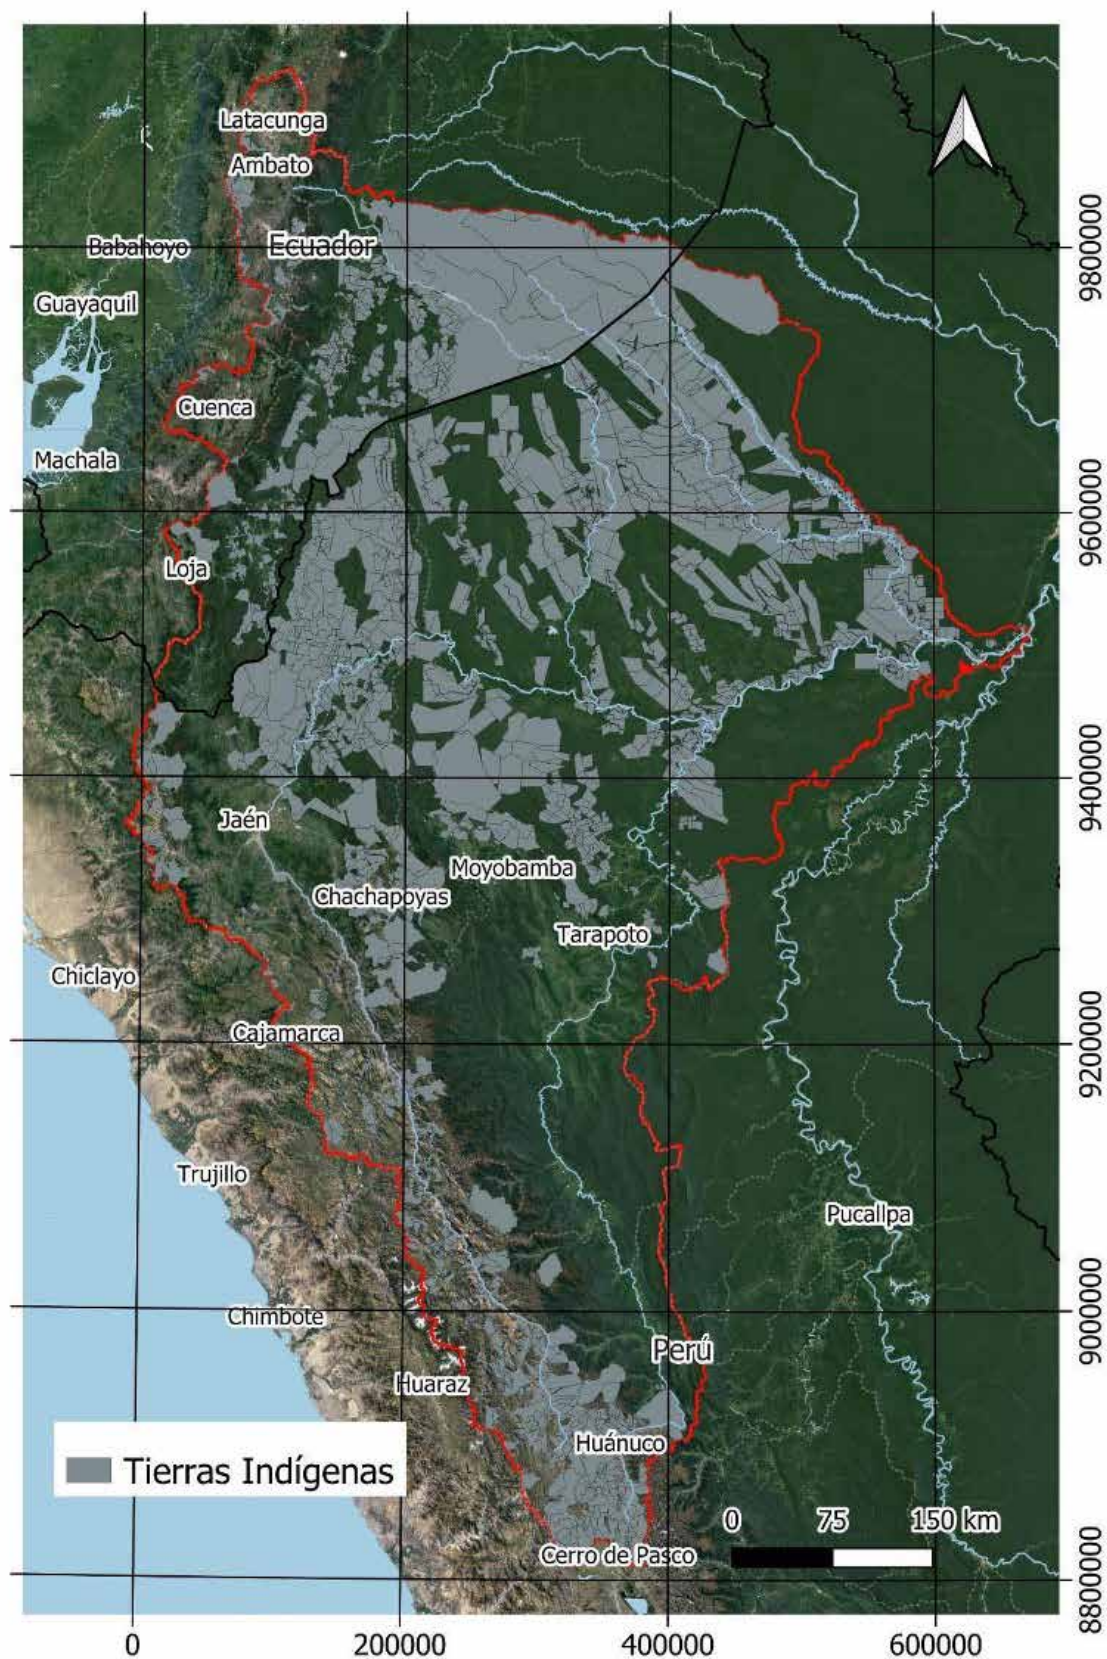 Latacunga
Ambato
Babahoyo
Ecuador
Guayaquil
Cuenca
Machala
Loja
Jaén
Moyobamba
Chachapoyas
Tarapoto
Chiclayo
Cajamarca
Trujillo
Pucallpa
Chimbote
Perú
Huaraz
Huánuco
Tierras Indígenas
0 75 150 km
Cerro de Pasco
9800000
9600000
9400000
9200000
9000000
8800000
0 200000 400000 600000